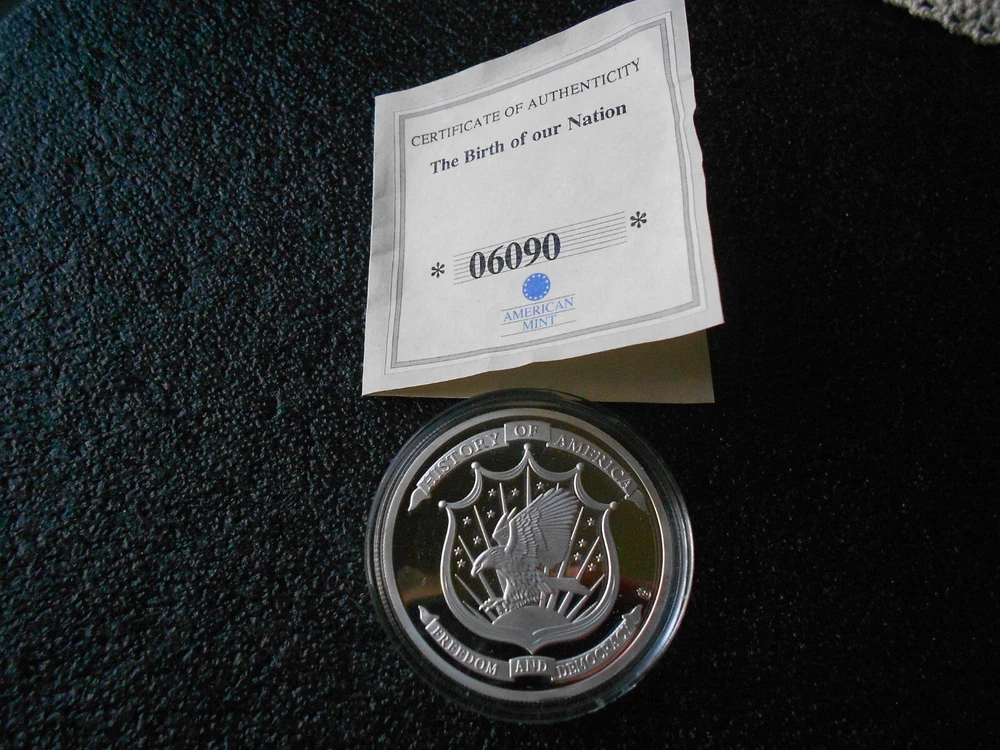 CERTIFICATE OF AUTHENTICITY
The Birth of our Nation
* 06090 *
AMERICAN
MINT
HISTORY OF AMERICA
FREEDOM AND DEMOCRACY